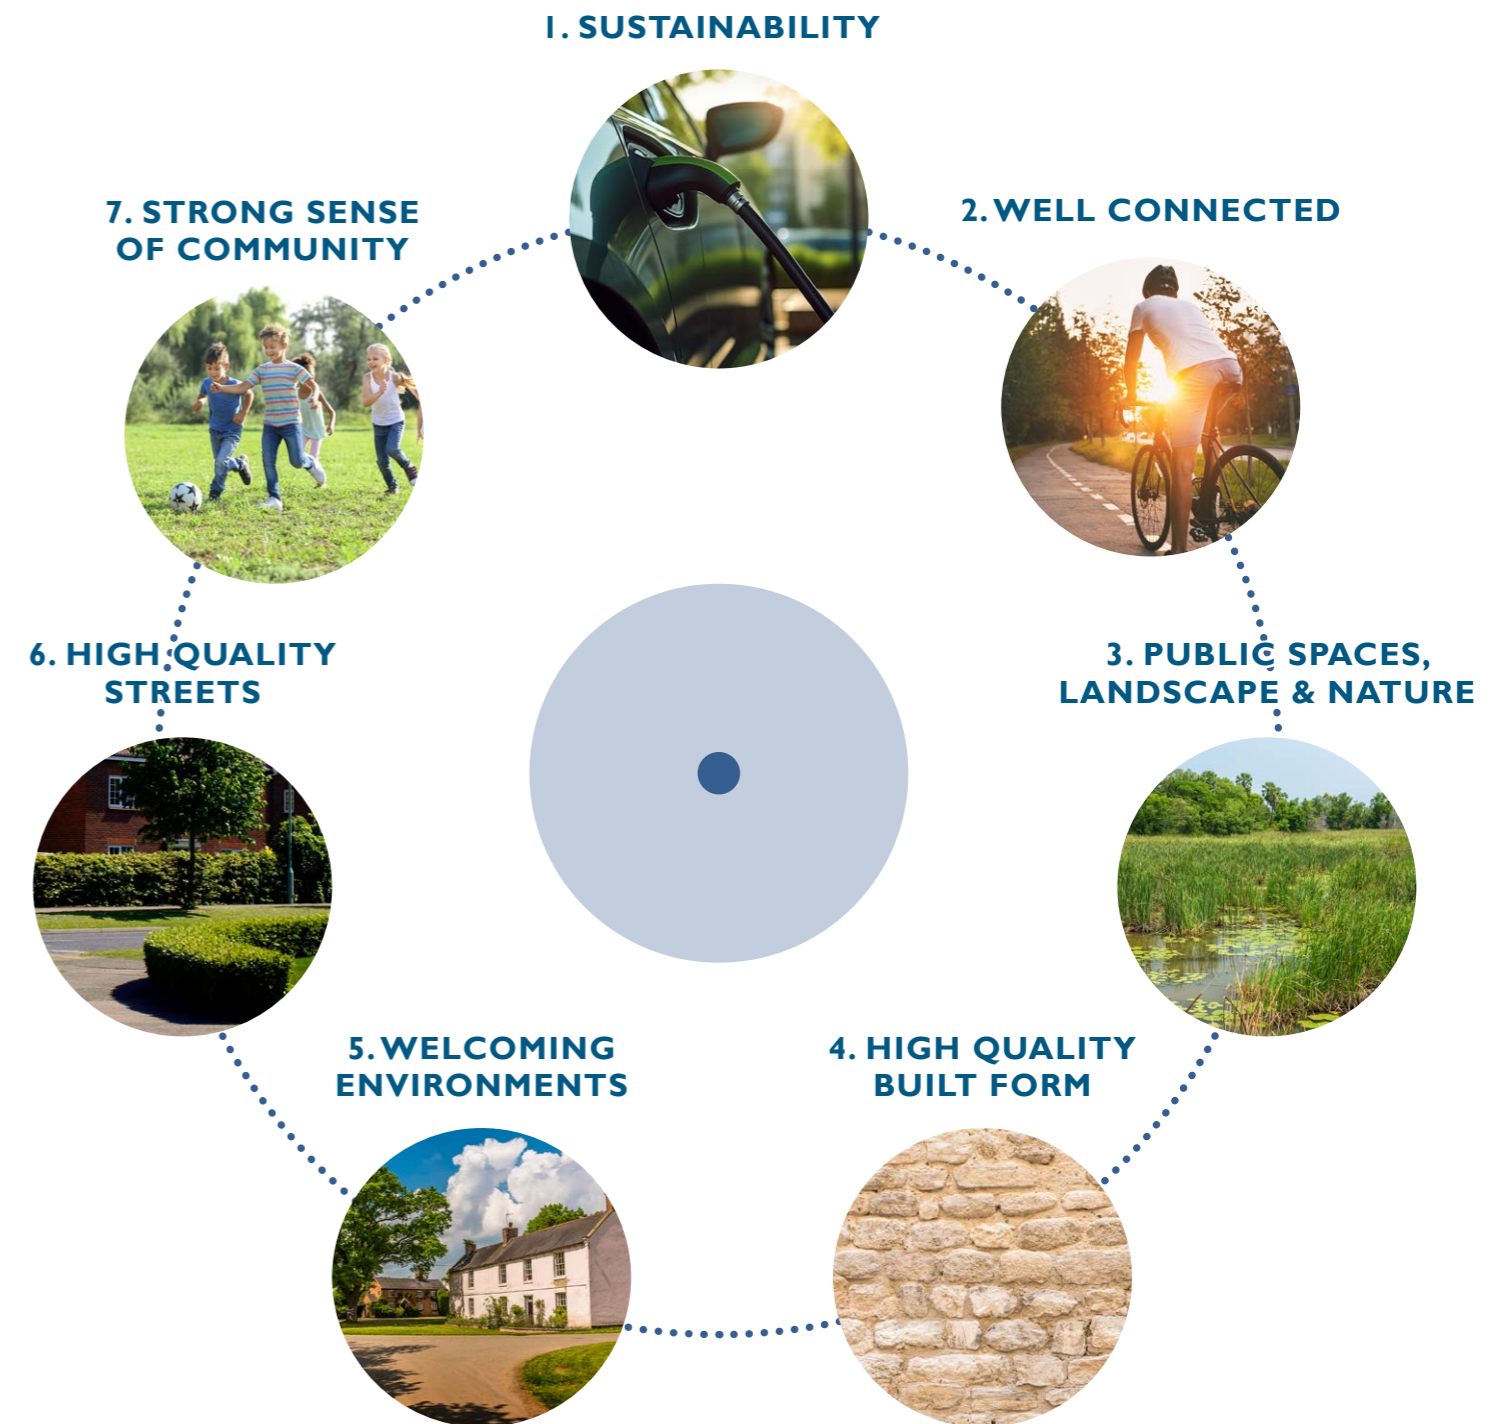 1. SUSTAINABILITY
2. WELL CONNECTED
3. PUBLIC SPACES,
LANDSCAPE & NATURE
4. HIGH QUALITY
BUILT FORM
5. WELCOMING
ENVIRONMENTS
6. HIGH QUALITY
STREETS
7. STRONG SENSE
OF COMMUNITY